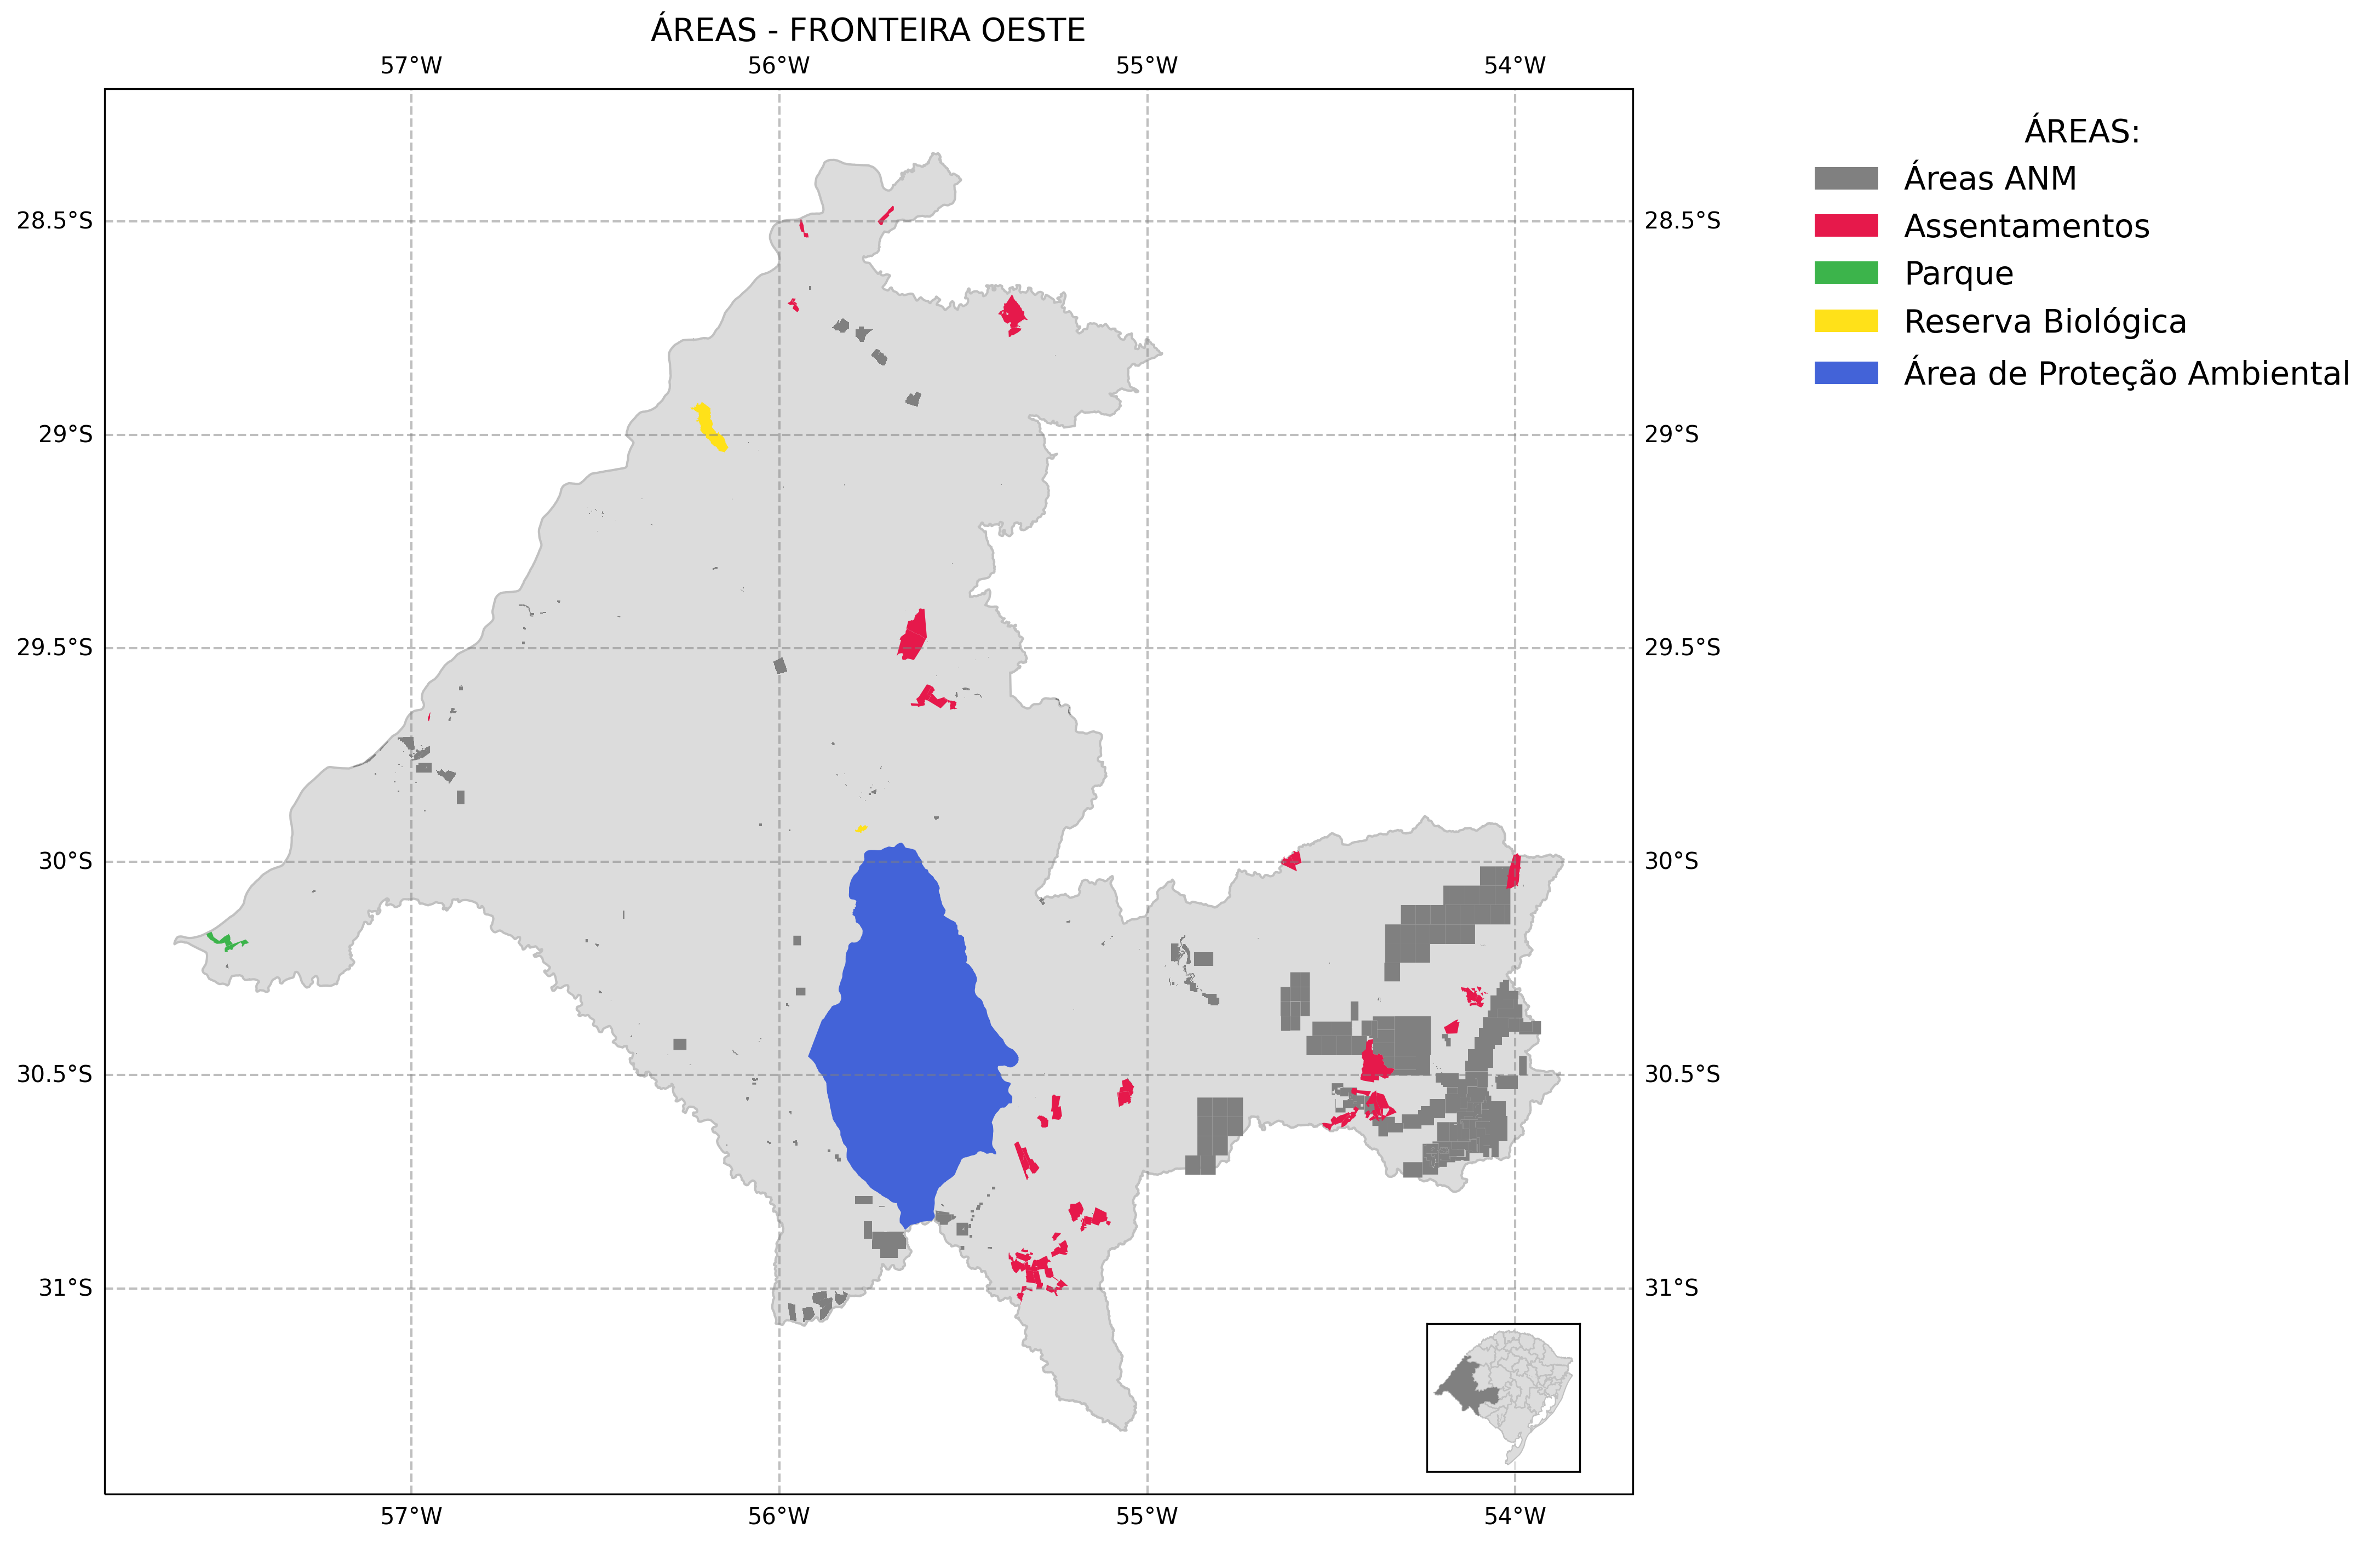 ÁREAS - FRONTEIRA OESTE
57°W 56°W 55°W 54°W
ÁREAS:
Áreas ANM
Assentamentos
Parque
Reserva Biológica
Área de Proteção Ambiental
28.5°S 28.5°S
29°S 29°S
29.5°S 29.5°S
30°S 30°S
30.5°S 30.5°S
31°S 31°S
57°W 56°W 55°W 54°W